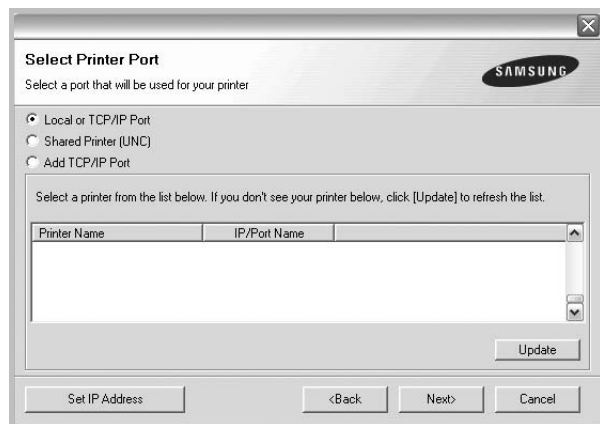 Select Printer Port
Select a port that will be used for your printer
SAMSUNG
Local or TCP/IP Port
Shared Printer (UNC)
Add TCP/IP Port
Select a printer from the list below. If you don't see your printer below, click [Update] to refresh the list.
Printer Name IP/Port Name
Update
Set IP Address <Back Next> Cancel